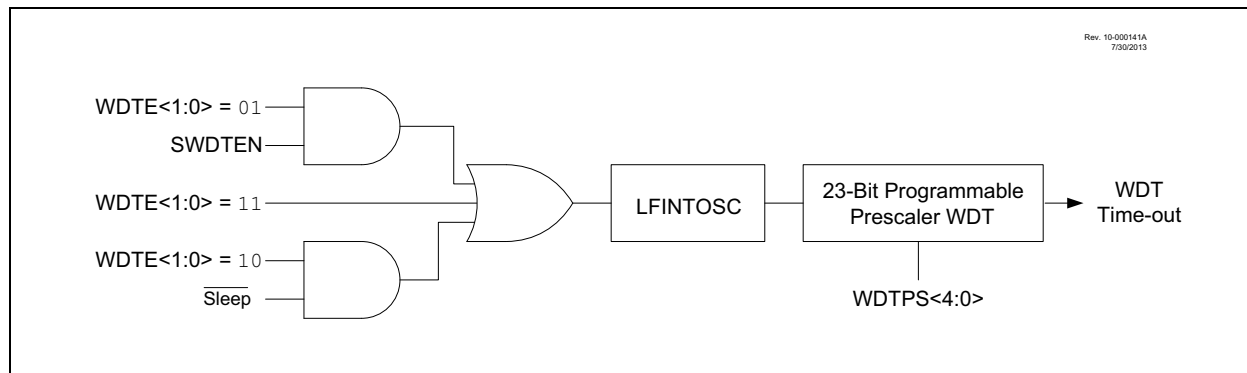 Rev. 10-000141A
7/30/2013
WDTE<1:0> = 01
SWDTEN
WDTE<1:0> = 11
WDTE<1:0> = 10
Sleep
LFINTOSC
23-Bit Programmable
Prescaler WDT
WDT
Time-out
WDTPS<4:0>